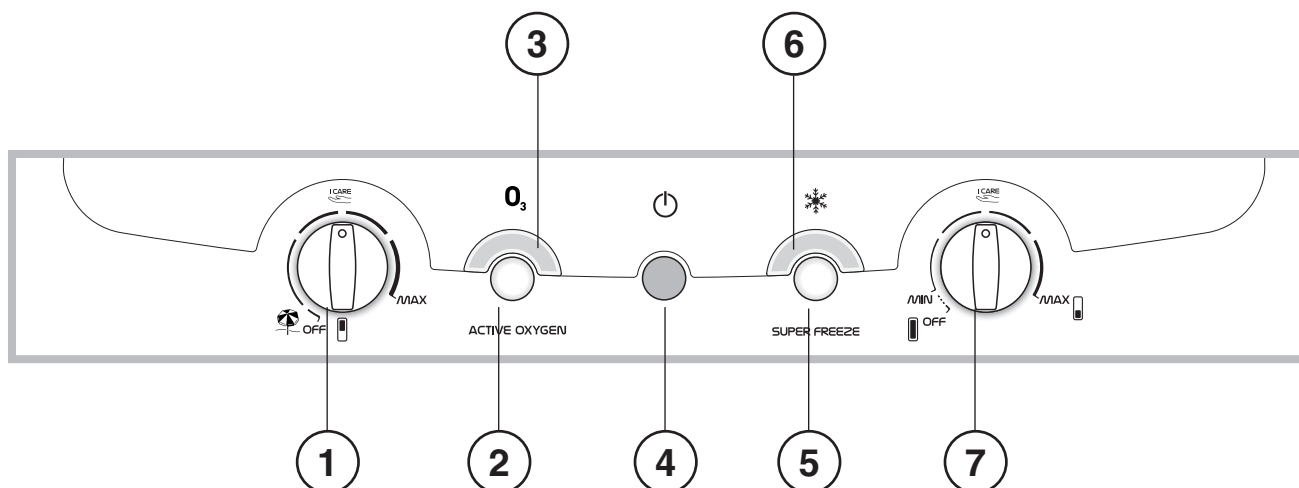 3
6
I CARE
O3
I CARE
MAX
OFF
ACTIVE OXYGEN
SUPER FREEZE
MIN
OFF
MAX
1
2
4
5
7